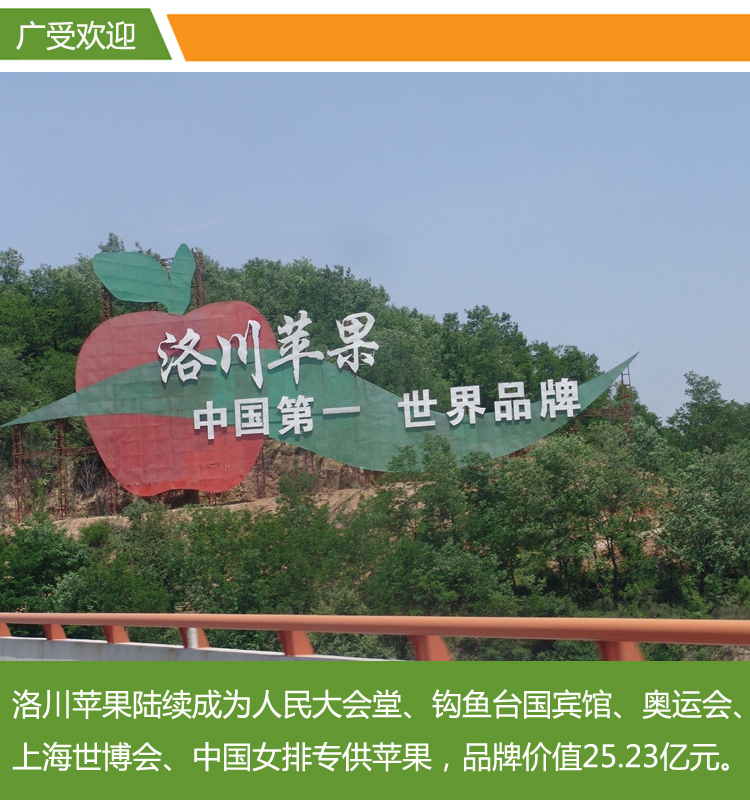 广受欢迎
洛川苹果
中国第一 世界品牌
洛川苹果陆续成为人民大会堂、钓鱼台国宾馆、奥运会、
上海世博会、中国女排专供苹果，品牌价值25.23亿元。